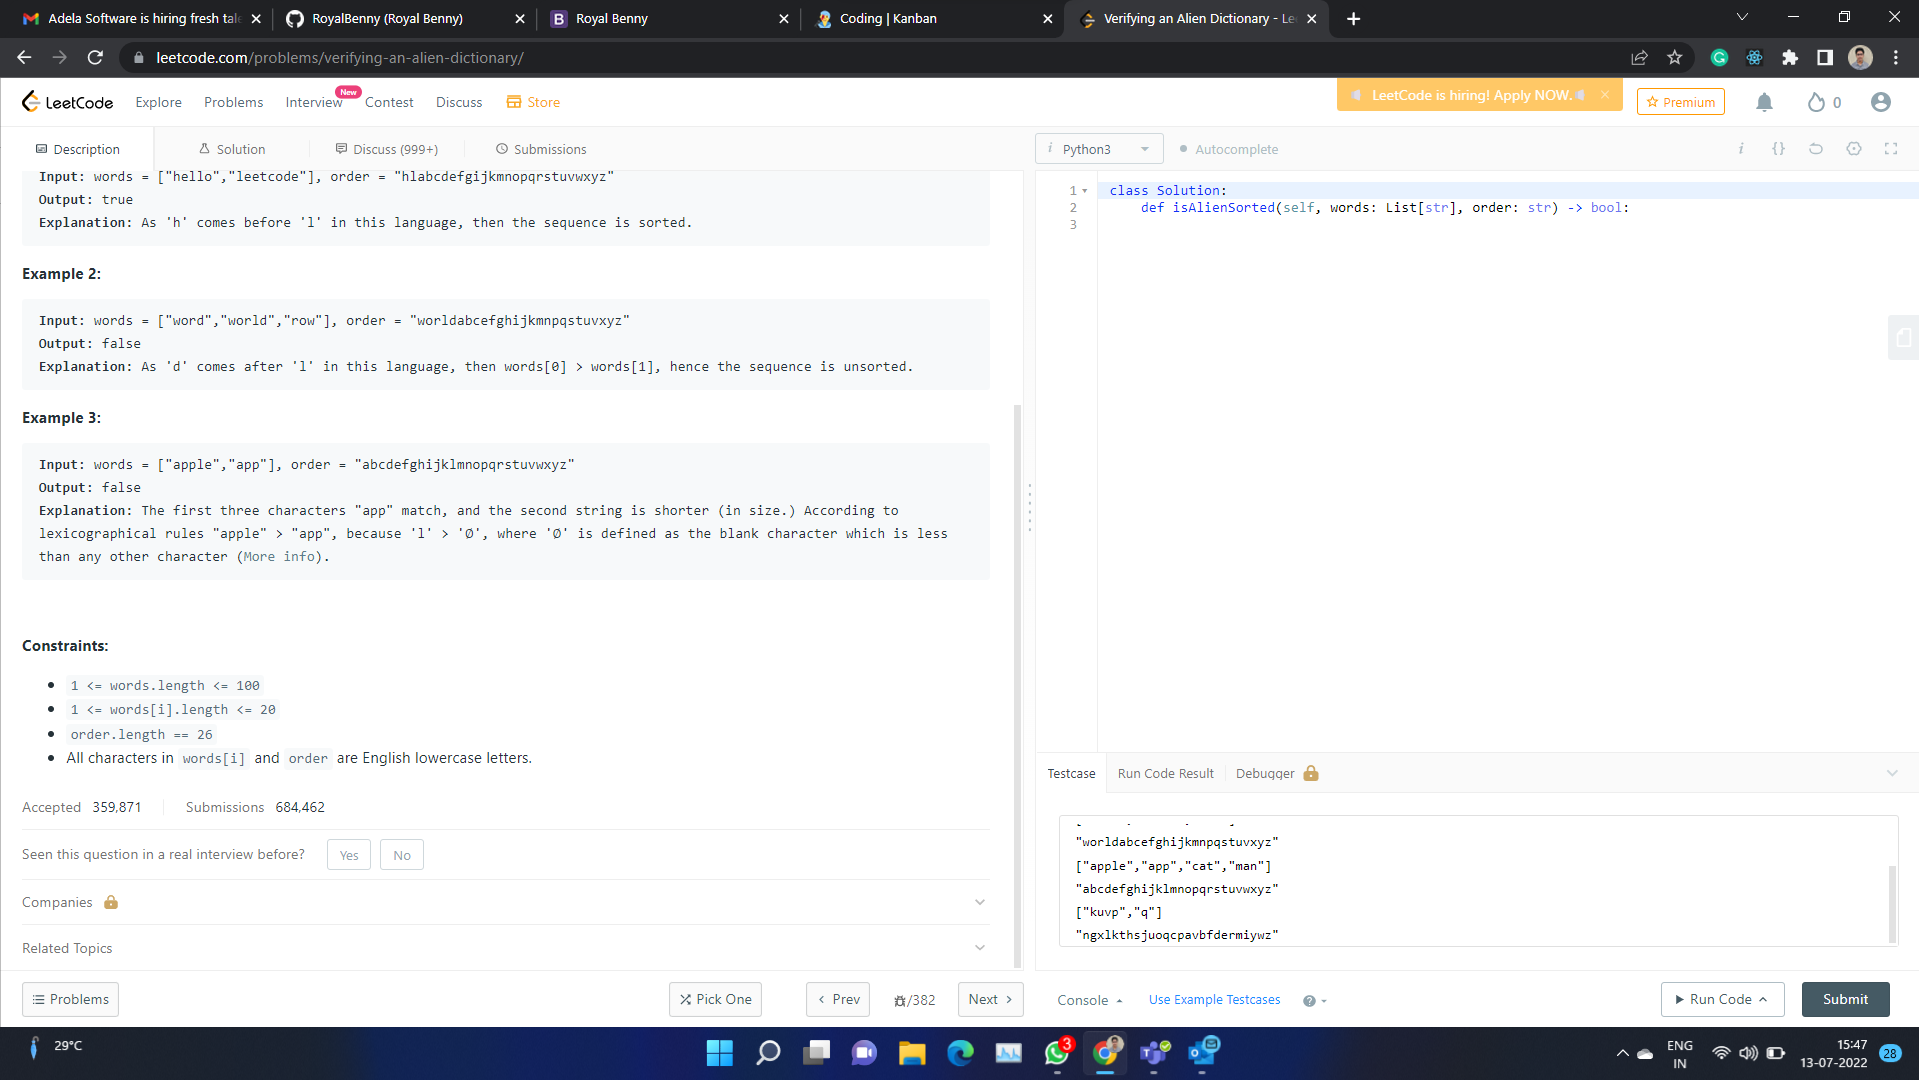 Adela Software is hiring fresh tale
RoyalBenny (Royal Benny)
Royal Benny
Coding | Kanban
Verifying an Alien Dictionary - Le
leetcode.com/problems/verifying-an-alien-dictionary/
LeetCode
Explore
Problems
Interview
New
Contest
Discuss
Store
LeetCode is hiring! Apply NOW.
Premium
0
Description
Solution
Discuss (999+)
Submissions
i Python3
Autocomplete
Input: words = ["hello","leetcode"], order = "hlabcdefgijkmnopqrstuvwxyz"
Output: true
Explanation: As 'h' comes before 'l' in this language, then the sequence is sorted.
Example 2:
Input: words = ["word","world","row"], order = "worldabcefghijkmnpqstuvxyz"
Output: false
Explanation: As 'd' comes after 'l' in this language, then words[0] > words[1], hence the sequence is unsorted.
Example 3:
Input: words = ["apple","app"], order = "abcdefghijklmnopqrstuvwxyz"
Output: false
Explanation: The first three characters "app" match, and the second string is shorter (in size.) According to
lexicographical rules "apple" > "app", because 'l' > '∅', where '∅' is defined as the blank character which is less
than any other character (More info).
Constraints:
1 <= words.length <= 100
1 <= words[i].length <= 20
order.length == 26
All characters in words[i] and order are English lowercase letters.
Accepted 359,871
Submissions 684,462
Seen this question in a real interview before?
Yes
No
Companies
Related Topics
Problems
Pick One
Prev
/382
Next
1 class Solution:
2 def isAlienSorted(self, words: List[str], order: str) -> bool:
3
Testcase
Run Code Result
Debugger
"worldabcefghijkmnpqstuvxyz"
["apple","app","cat","man"]
"abcdefghijklmnopqrstuvwxyz"
["kuvp","q"]
"ngxlkthsjuoqcpavbfdermiywz"
Console
Use Example Testcases
Run Code
Submit
29°C
3
ENG
IN
15:47
13-07-2022
28